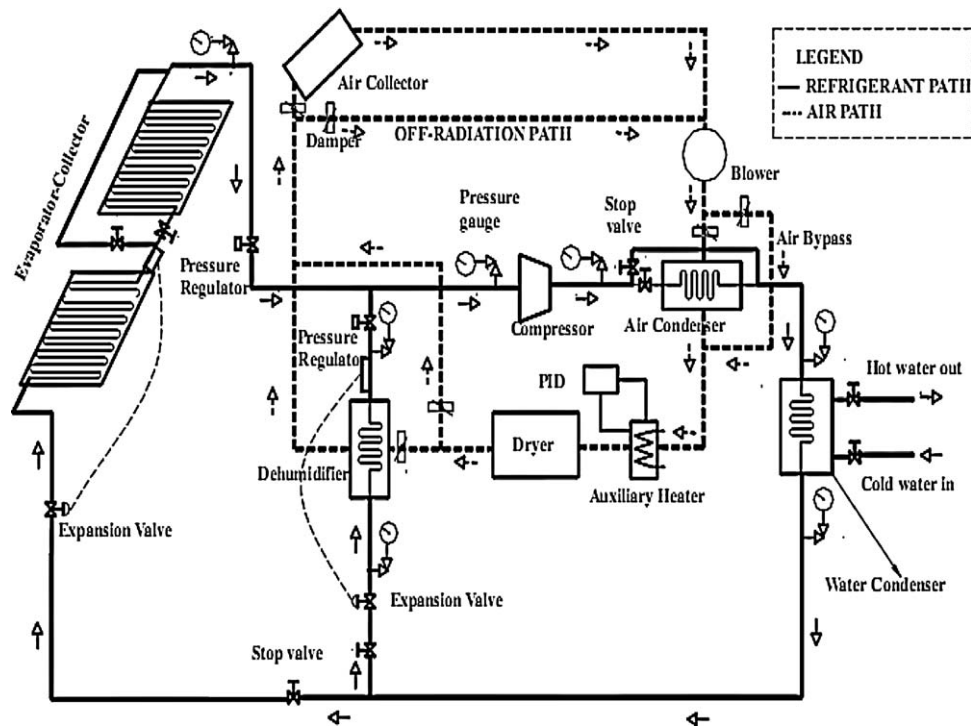 LEGEND
REFRIGERANT PATH
AIR PATH
Air Collector
Damper
OFF-RADIATION PATH
Blower
Evaporator-Collector
Pressure
gauge
Stop
valve
Air Bypass
Pressure
Regulator
Compressor
Air Condenser
Pressure
Regulator
PID
Hot water out
Dryer
Dehumidifier
Auxiliary Heater
Cold water in
Expansion Valve
Water Condenser
Expansion Valve
Stop valve